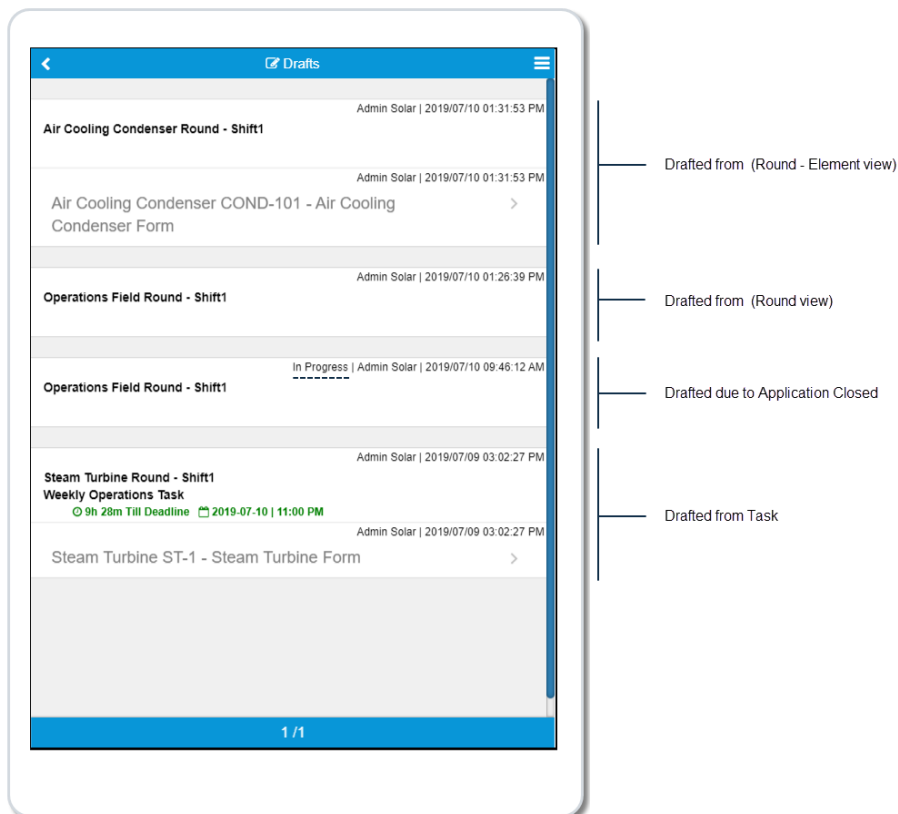 Drafts
Admin Solar | 2019/07/10 01:31:53 PM
Air Cooling Condenser Round - Shift1
Admin Solar | 2019/07/10 01:31:53 PM
Air Cooling Condenser COND-101 - Air Cooling
Condenser Form
Drafted from (Round - Element view)
Admin Solar | 2019/07/10 01:26:39 PM
Operations Field Round - Shift1
Drafted from (Round view)
In Progress | Admin Solar | 2019/07/10 09:46:12 AM
Operations Field Round - Shift1
Drafted due to Application Closed
Admin Solar | 2019/07/09 03:02:27 PM
Steam Turbine Round - Shift1
Weekly Operations Task
9h 28m Till Deadline 2019-07-10 | 11:00 PM
Admin Solar | 2019/07/09 03:02:27 PM
Steam Turbine ST-1 - Steam Turbine Form
Drafted from Task
1 /1